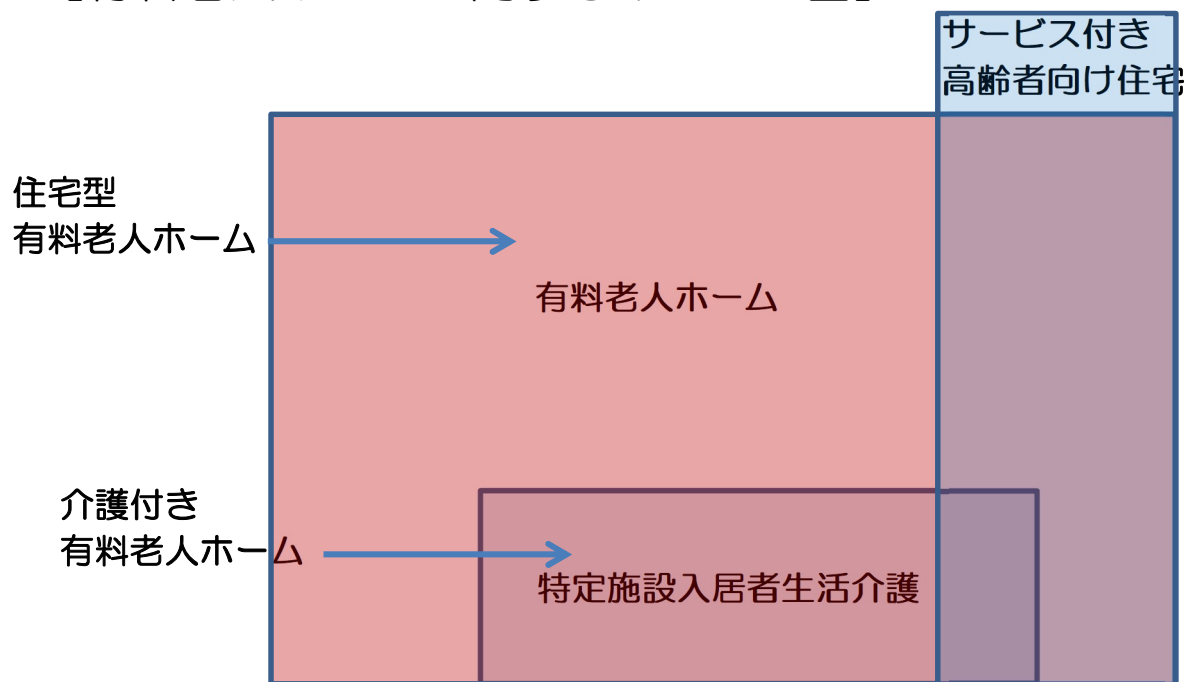 サービス付き
高齢者向け住宅
住宅型
有料老人ホーム
有料老人ホーム
介護付き
有料老人ホーム
特定施設入居者生活介護